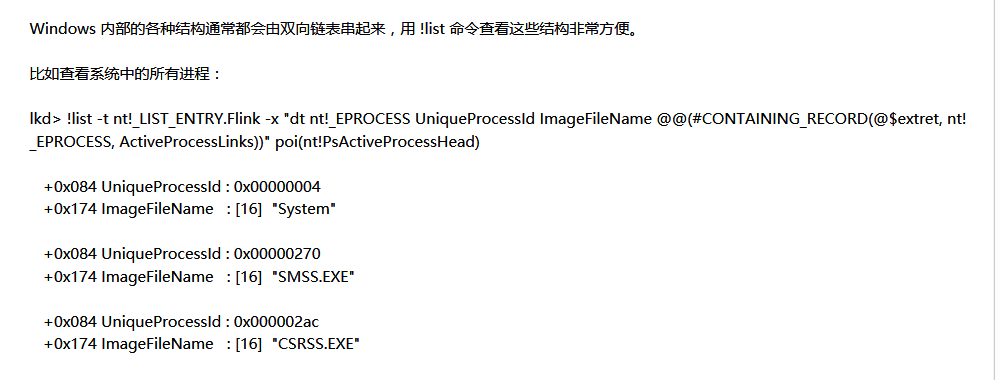 Windows 内部的各种结构通常都会由双向链表串起来，用 !list 命令查看这些结构非常方便。
比如查看系统中的所有进程：
lkd> !list -t nt!_LIST_ENTRY.Flink -x "dt nt!_EPROCESS UniqueProcessId ImageFileName @@(#CONTAINING_RECORD(@$extret, nt!
_EPROCESS, ActiveProcessLinks))" poi(nt!PsActiveProcessHead)
+0x084 UniqueProcessId : 0x00000004
+0x174 ImageFileName : [16] "System"
+0x084 UniqueProcessId : 0x00000270
+0x174 ImageFileName : [16] "SMSS.EXE"
+0x084 UniqueProcessId : 0x000002ac
+0x174 ImageFileName : [16] "CSRSS.EXE"